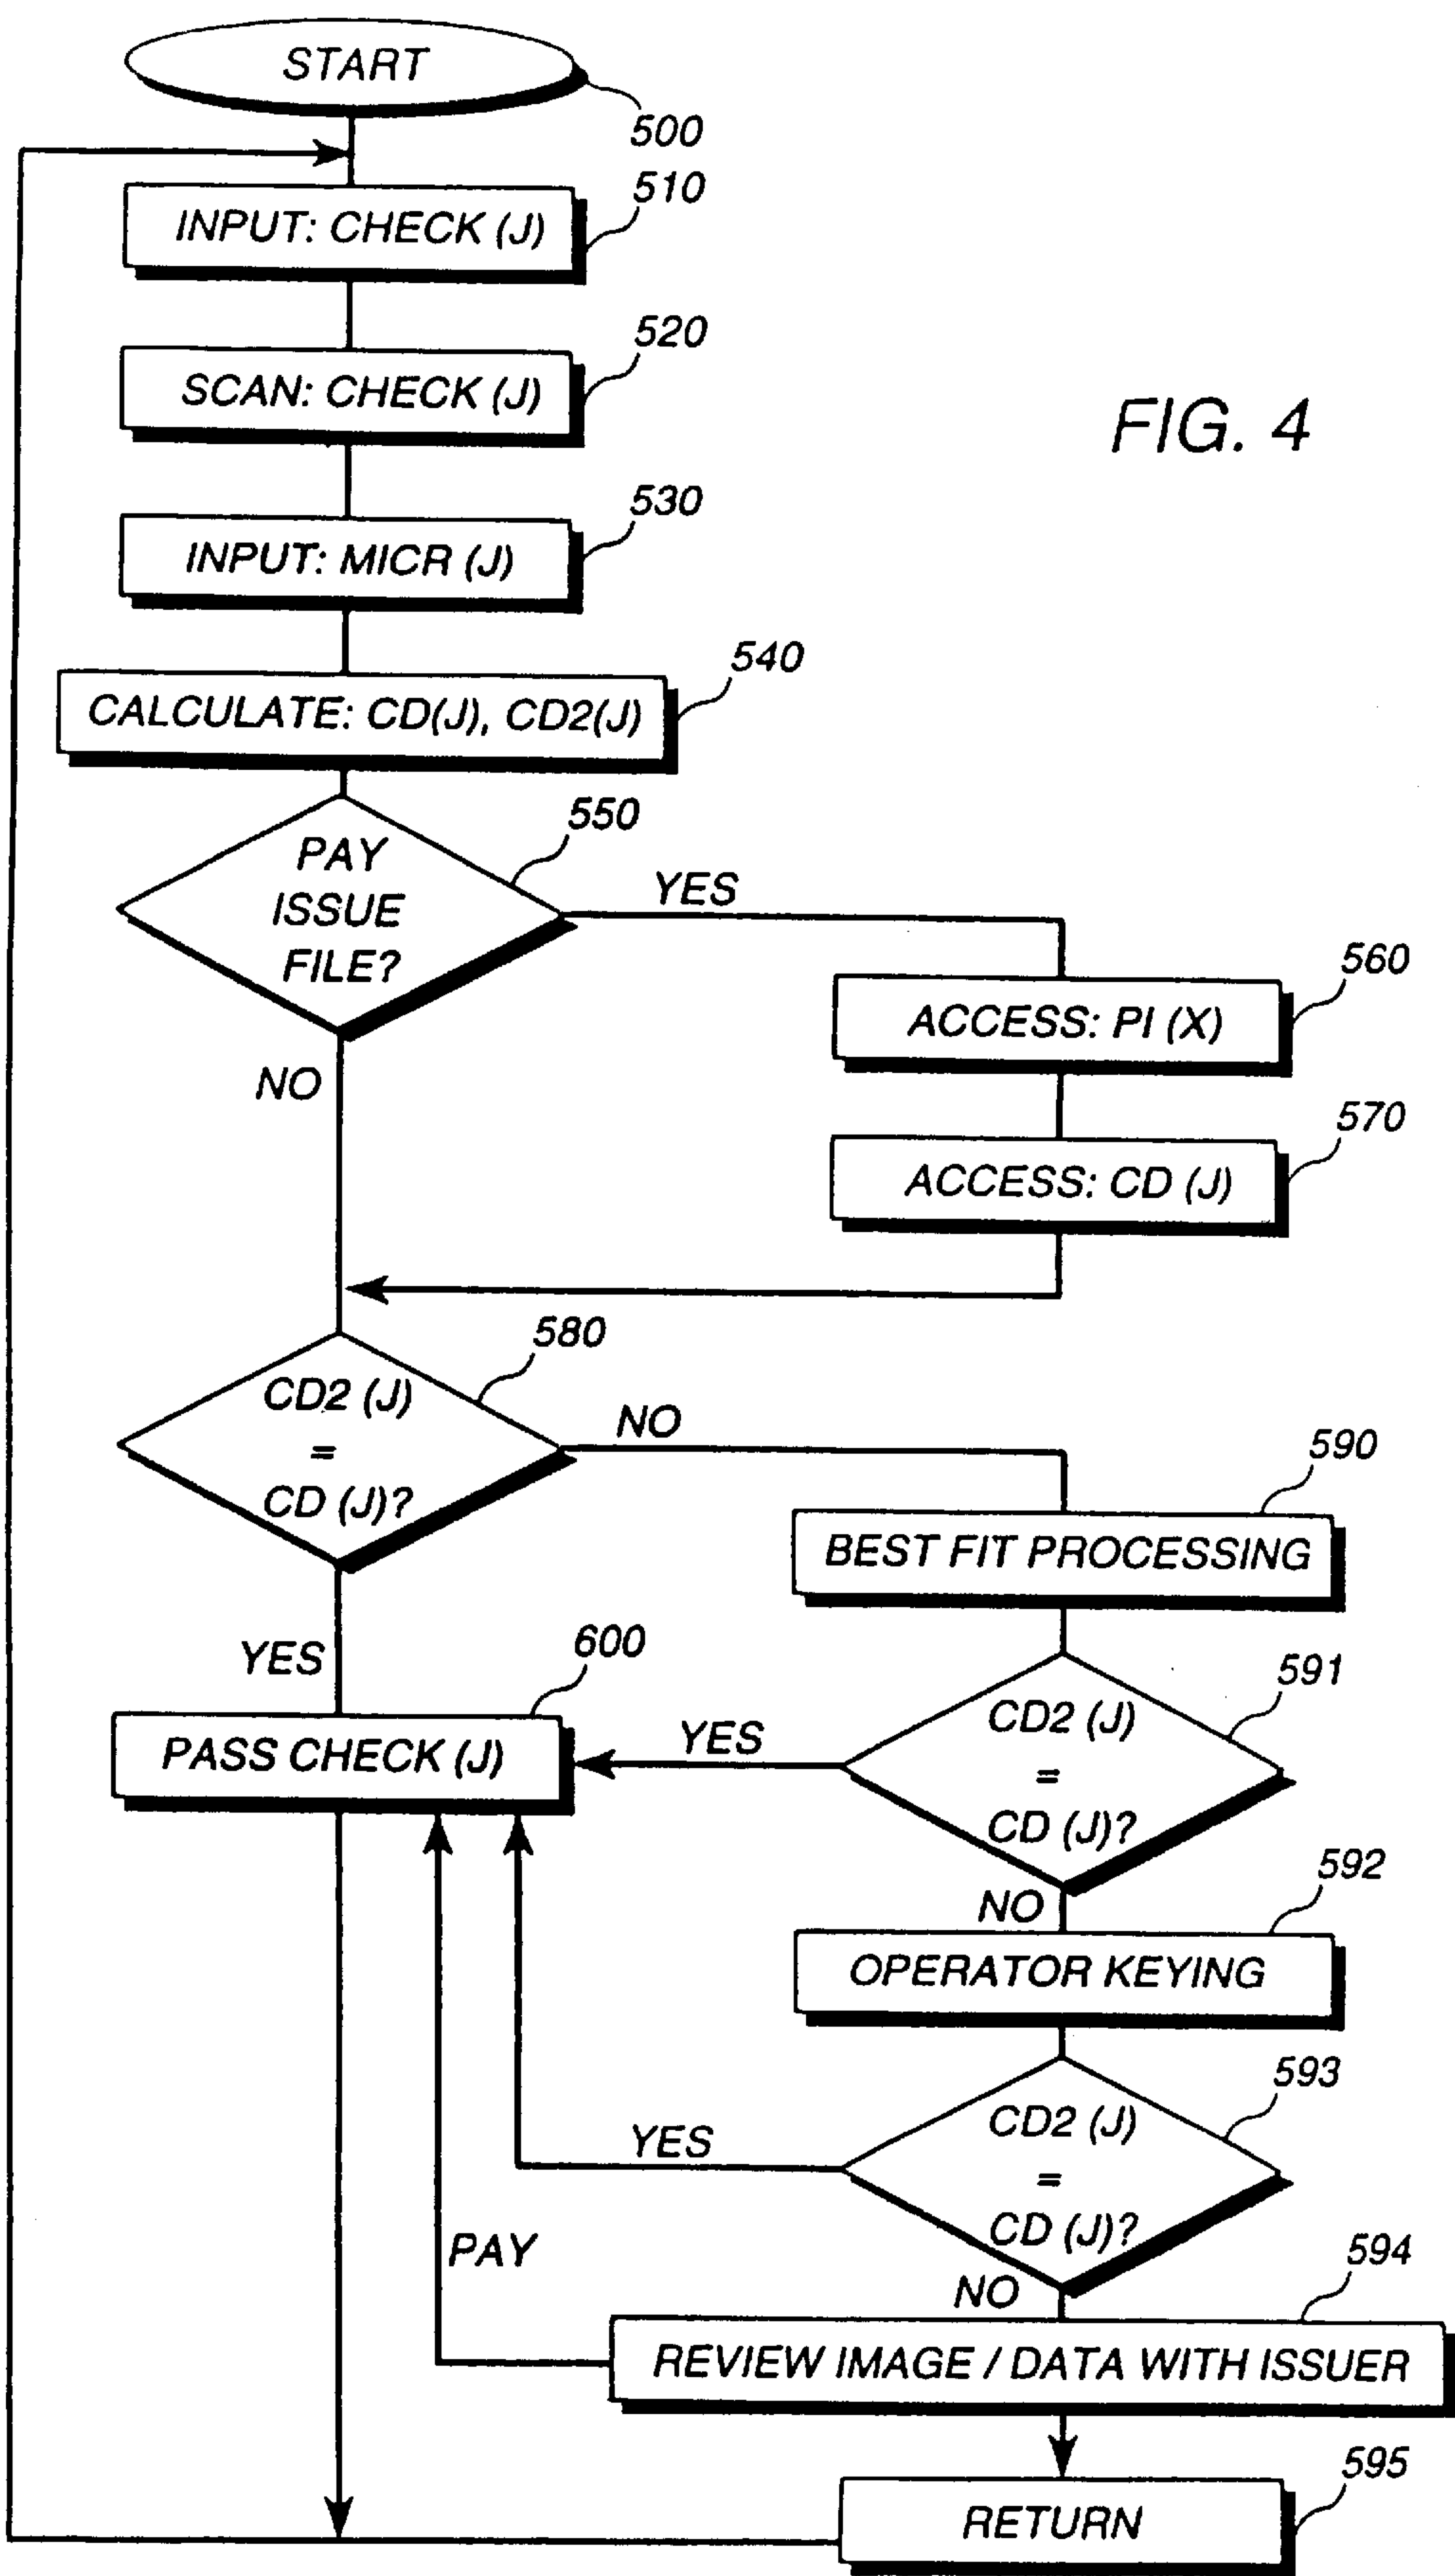 START
500
510
INPUT: CHECK (J)
520
SCAN: CHECK (J)
FIG. 4
530
INPUT: MICR (J)
540
CALCULATE: CD(J), CD2(J)
550
PAY
ISSUE
FILE?
YES
560
ACCESS: PI (X)
NO
570
ACCESS: CD (J)
580
CD2 (J)
=
CD (J)?
NO
590
BEST FIT PROCESSING
YES
600
PASS CHECK (J)
YES
591
CD2 (J)
=
CD (J)?
NO
592
OPERATOR KEYING
593
CD2 (J)
=
CD (J)?
YES
PAY
NO
594
REVIEW IMAGE / DATA WITH ISSUER
595
RETURN